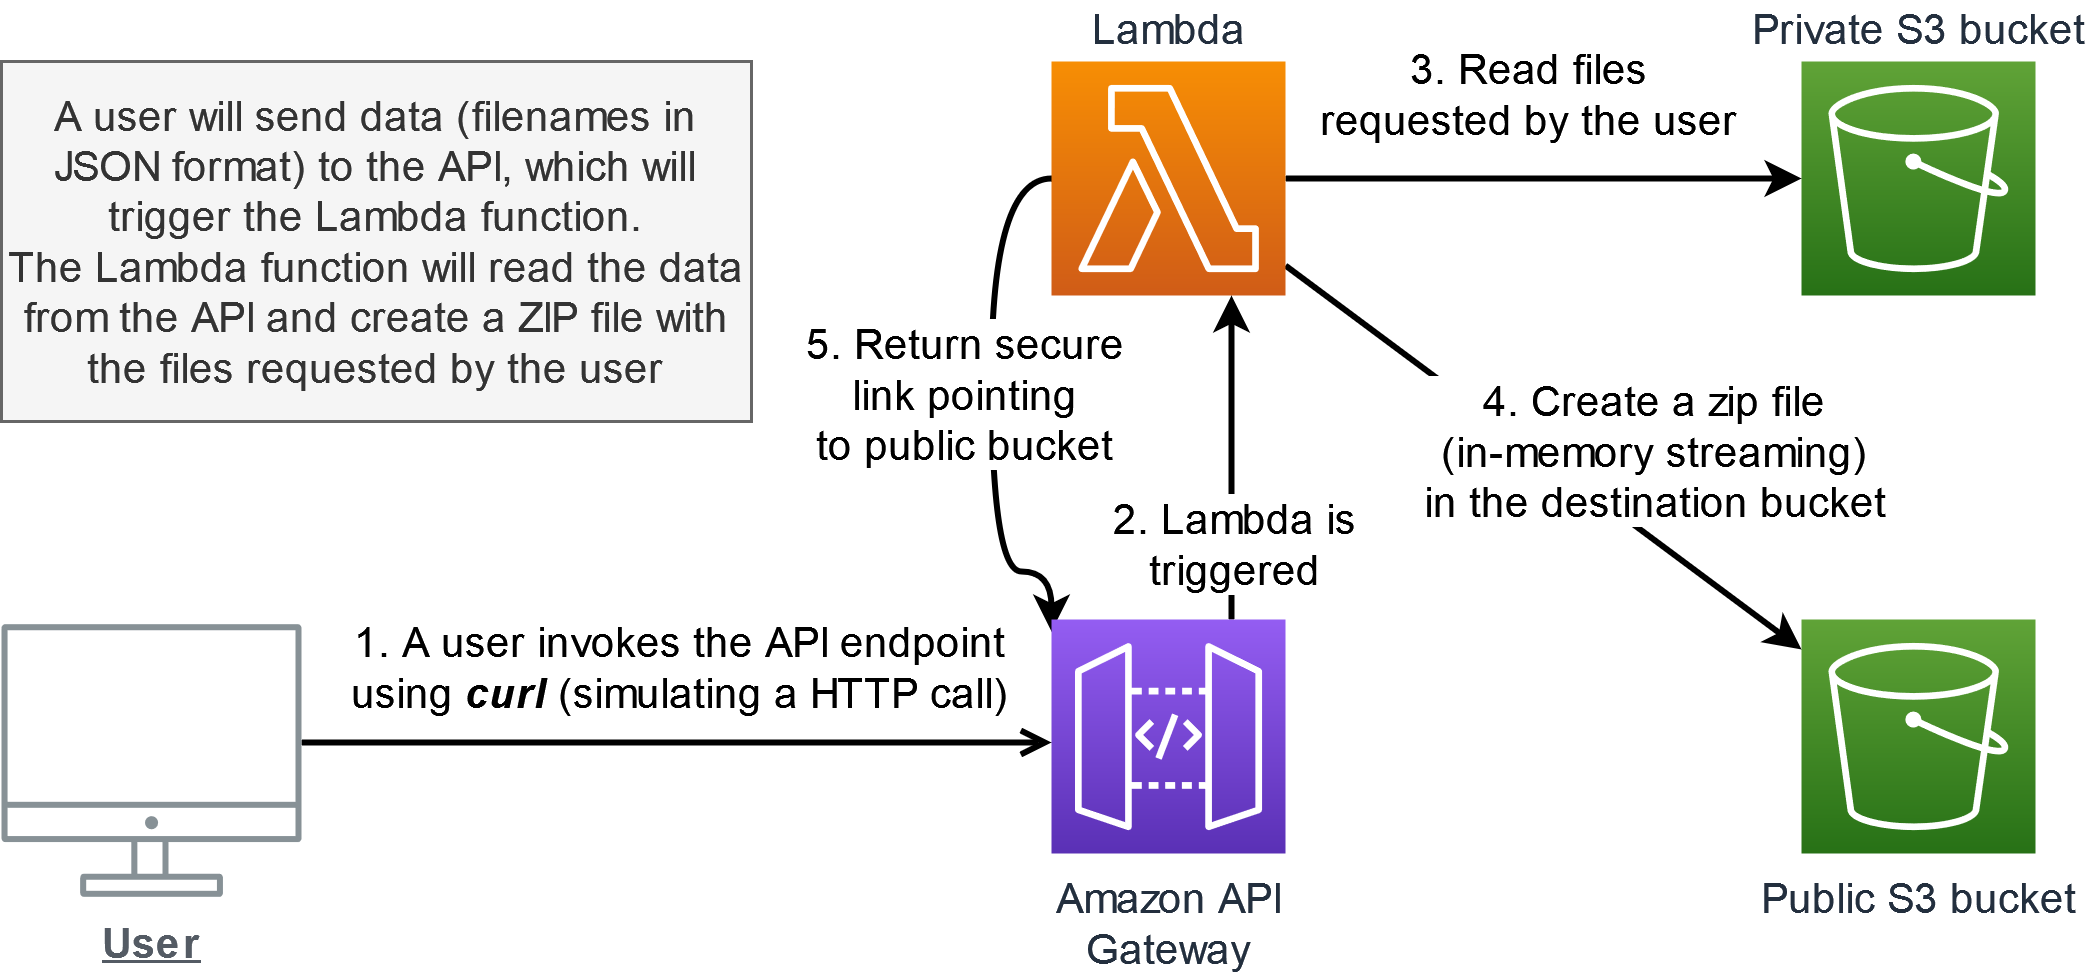 Lambda
Private S3 bucket
A user will send data (filenames in
JSON format) to the API, which will
trigger the Lambda function.
The Lambda function will read the data
from the API and create a ZIP file with
the files requested by the user
3. Read files
requested by the user
5. Return secure
link pointing
to public bucket
4. Create a zip file
(in-memory streaming)
in the destination bucket
2. Lambda is
triggered
1. A user invokes the API endpoint
using curl (simulating a HTTP call)
</>
User
Amazon API
Gateway
Public S3 bucket